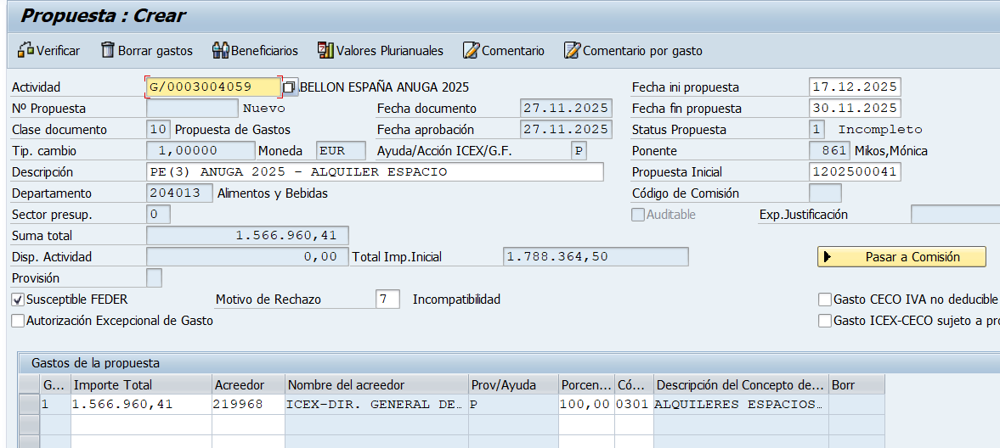 Propuesta : Crear
Verificar Borrar gastos Beneficiarios Valores Plurianuales Comentario Comentario por gasto
Actividad G/0003004059 ABELLON ESPAÑA ANUGA 2025 Fecha ini propuesta 17.12.2025
Nº Propuesta Nuevo Fecha documento 27.11.2025 Fecha fin propuesta 30.11.2025
Clase documento 10 Propuesta de Gastos Fecha aprobación 27.11.2025 Status Propuesta 1 Incompleto
Tip. cambio 1,00000 Moneda EUR Ayuda/Acción ICEX/G.F. P Ponente 861 Mikos,Mónica
Descripción PE(3) ANUGA 2025 - ALQUILER ESPACIO Propuesta Inicial 1202500041
Departamento 204013 Alimentos y Bebidas Código de Comisión
Sector presup. 0 Auditable Exp.Justificación
Suma total 1.566.960,41
Disp. Actividad 0,00 Total Imp.Inicial 1.788.364,50 Pasar a Comisión
Provisión
Susceptible FEDER Motivo de Rechazo 7 Incompatibilidad Gasto CECO IVA no deducible
Autorización Excepcional de Gasto Gasto ICEX-CECO sujeto a pro
Gastos de la propuesta
G... Importe Total Acreedor Nombre del acreedor Prov/Ayuda Porcen... Có... Descripción del Concepto de... Borr
1 1.566.960,41 219968 ICEX-DIR. GENERAL DE… P 100,00 0301 ALQUILERES ESPACIOS…